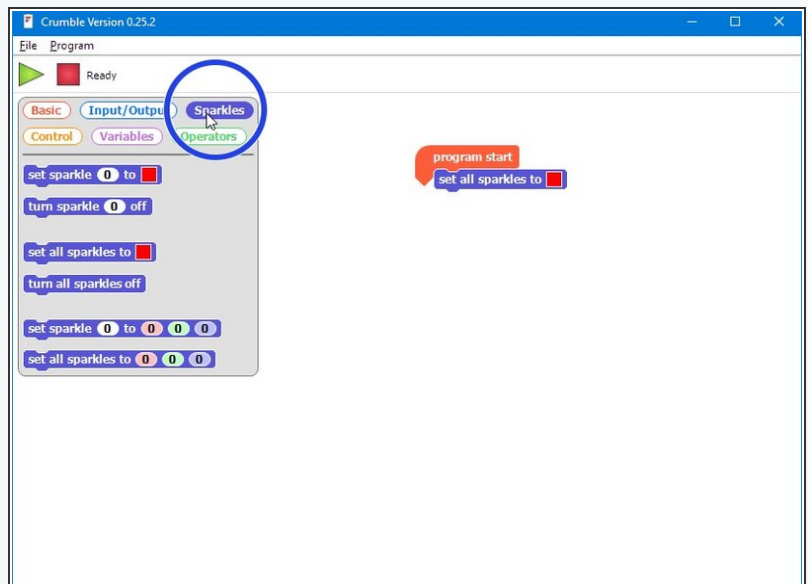 Crumble Version 0.25.2
File Program
Ready
Basic Input/Outpu Sparkles
Control Variables Operators
program start
set all sparkles to
set sparkle 0 to
turn sparkle 0 off
set all sparkles to
turn all sparkles off
set sparkle 0 to 0 0 0
set all sparkles to 0 0 0